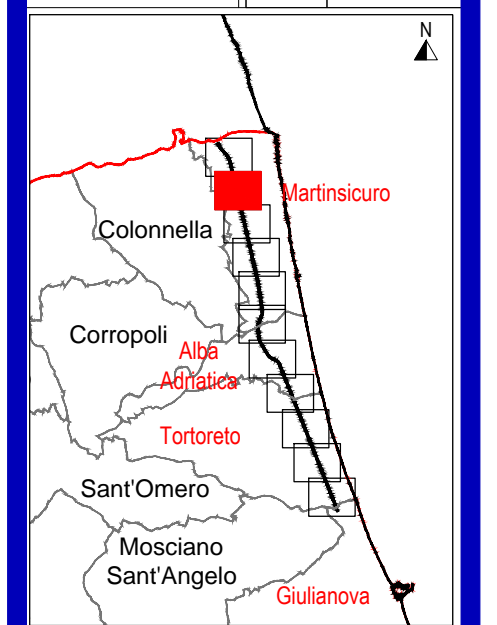 N
Martinsicuro
Colonnella
Corropoli
Alba
Adriatica
Tortoreto
Sant'Omero
Mosciano
Sant'Angelo
Giulianova